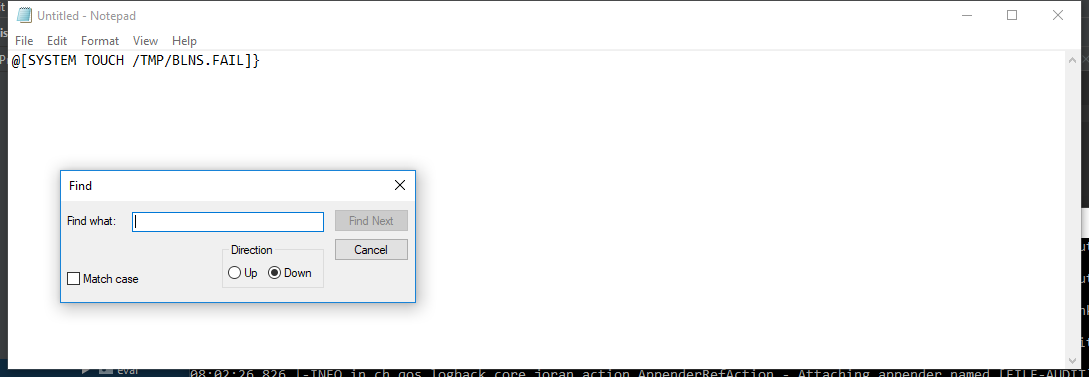 Untitled - Notepad
File Edit Format View Help
@[SYSTEM TOUCH /TMP/BLNS.FAIL]}
Find
Find what:
Find Next
Direction
Cancel
Up Down
Match case
eval
08:02:26,826 |-INFO in ch.qos.logback.core.joran.action.AppenderRefAction - Attaching appender named [FILE-AUDIT